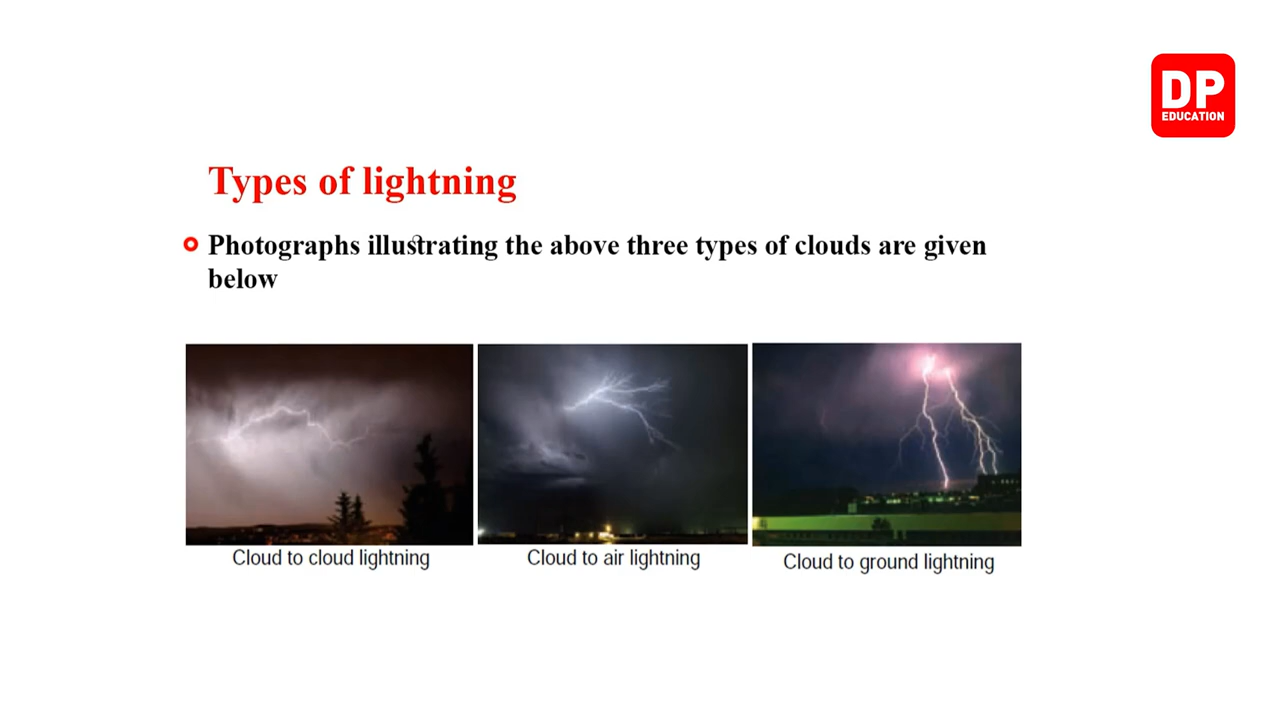 DP
EDUCATION
Types of lightning
Photographs illustrating the above three types of clouds are given
below
Cloud to cloud lightning
Cloud to air lightning
Cloud to ground lightning